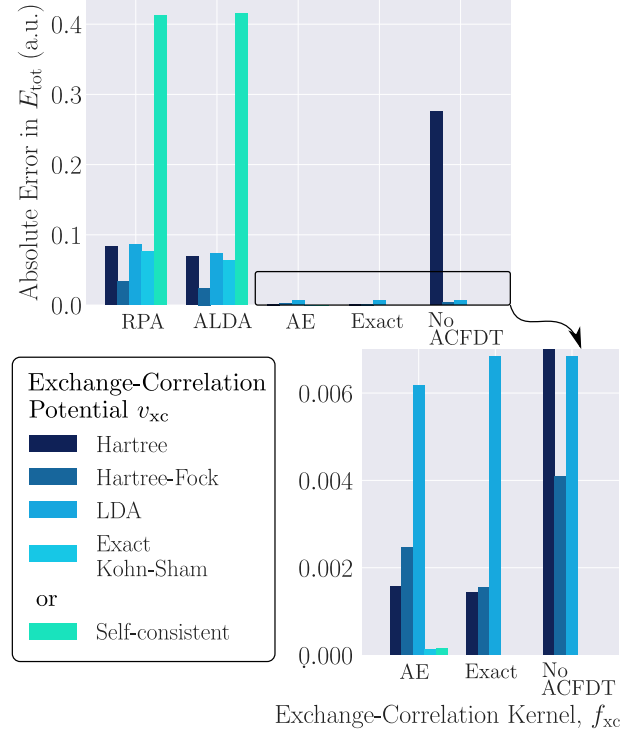 Absolute Error in E_tot (a.u.)
0.4
0.3
0.2
0.1
0.0
RPA
ALDA
AE
Exact
No
ACFDT
Exchange-Correlation
Potential v_xc
Hartree
Hartree-Fock
LDA
Exact
Kohn-Sham
or
Self-consistent
0.006
0.004
0.002
0.000
AE
Exact
No
ACFDT
Exchange-Correlation Kernel, f_xc